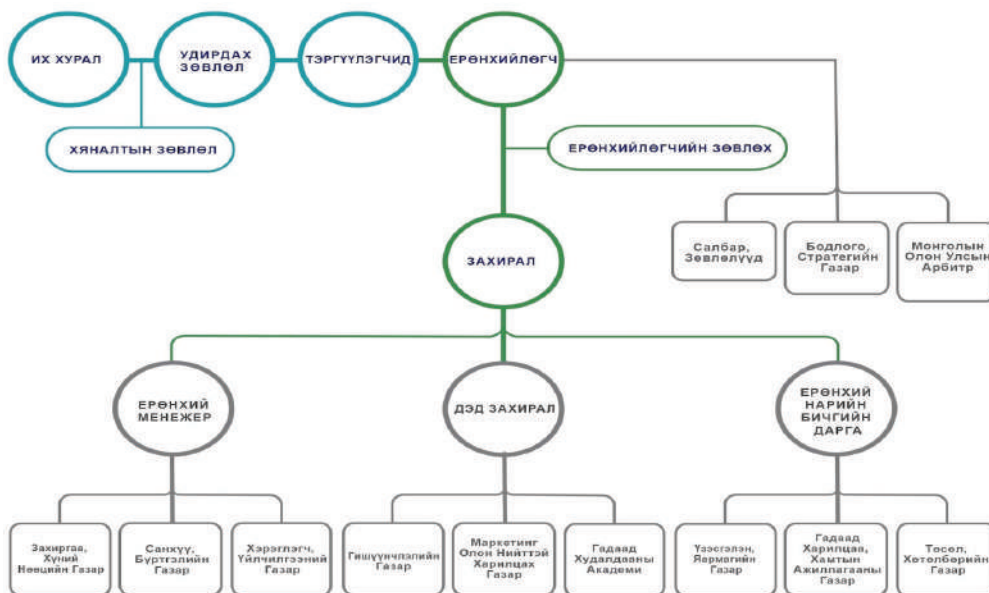 ИХ ХУРАЛ
УДИРДАХ
ЗӨВЛӨЛ
ТЭРГҮҮЛЭГЧИД
ЕРӨНХИЙЛӨГЧ
ХЯНАЛТЫН ЗӨВЛӨЛ
ЕРӨНХИЙЛӨГЧИЙН ЗӨВЛӨХ
Салбар,
Зөвлөлүүд
Бодлого,
Стратегийн
Газар
Монголын
Олон Улсын
Арбитр
ЗАХИРАЛ
ЕРӨНХИЙ
МЕНЕЖЕР
ДЭД ЗАХИРАЛ
ЕРӨНХИЙ
НАРИЙН
БИЧГИЙН
ДАРГА
Захиргаа,
Хүний
Нөөцийн Газар
Санхүү,
Бүртгэлийн
Газар
Хэрэглэгч,
Үйлчилгээний
Газар
Гишүүнчлэлийн
Газар
Маркетинг
Олон Нийттэй
Харилцах Газар
Гадаад
Худалдааны
Академи
Үзэсгэлэн,
Яармагийн
Газар
Гадаад
Харилцаа,
Хамтын
Ажиллагааны
Газар
Төсөл,
Хөтөлбөрийн
Газар